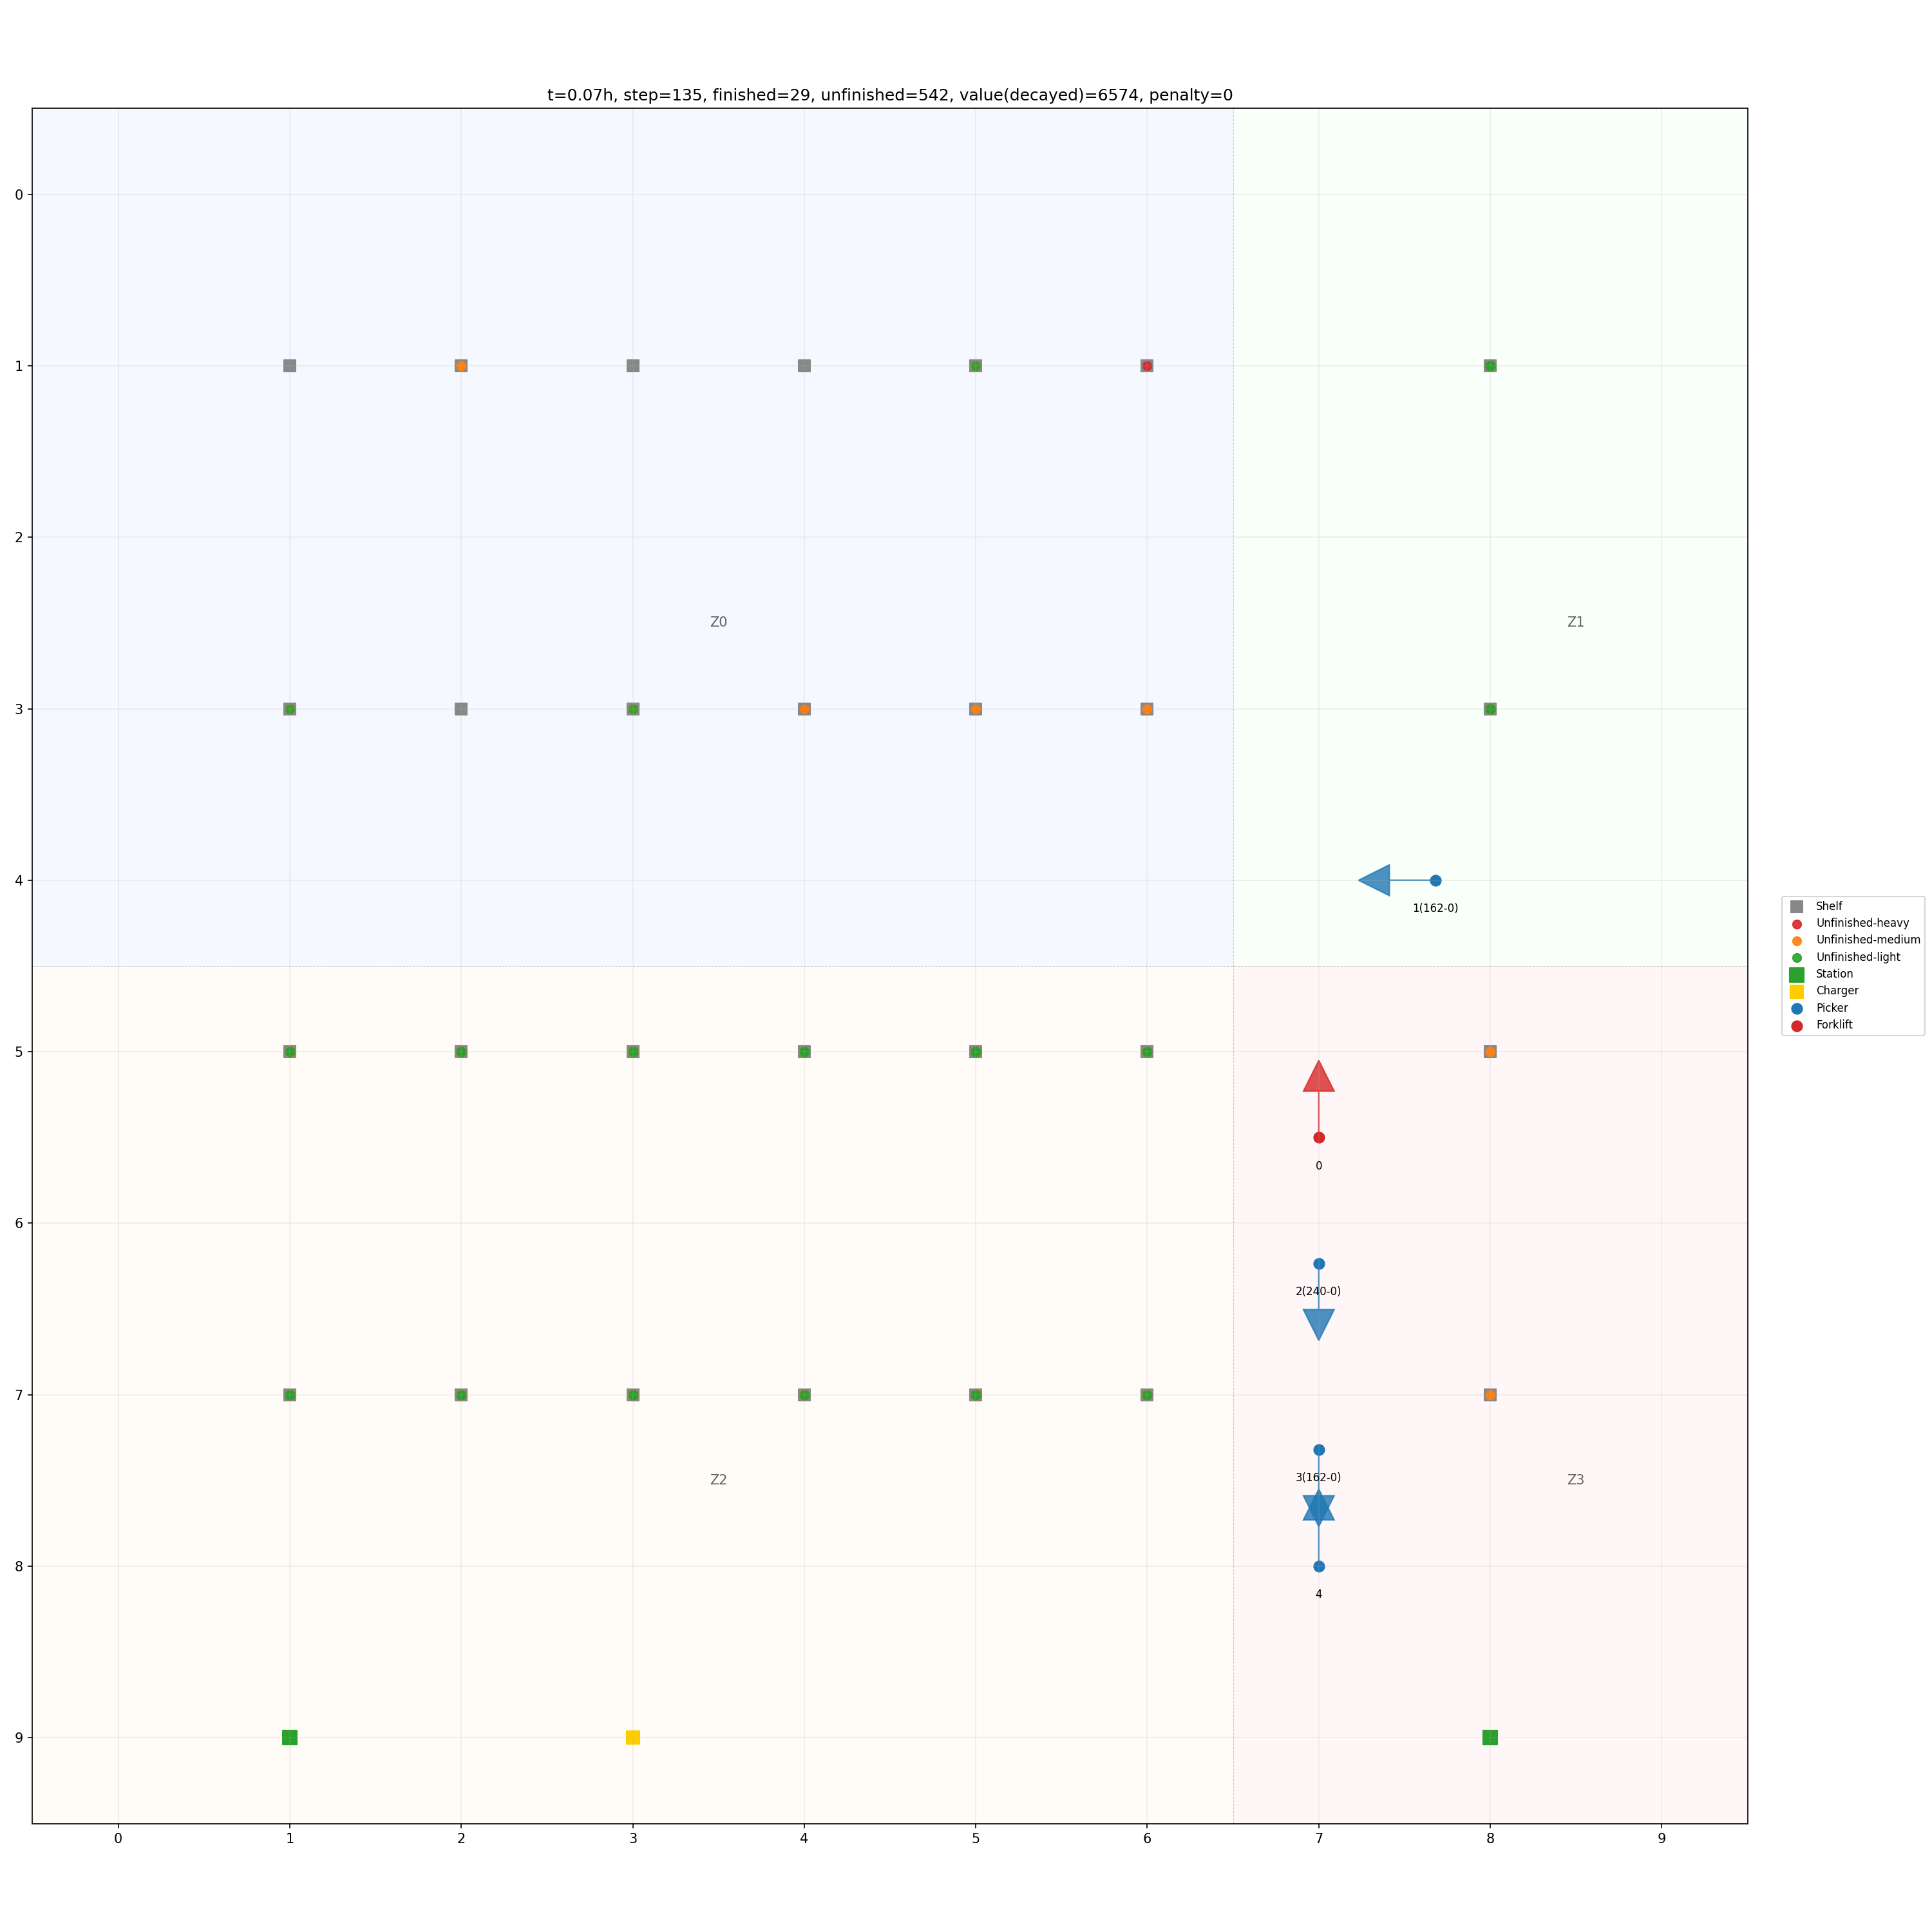 t=0.07h, step=135, finished=29, unfinished=542, value(decayed)=6574, penalty=0
0
1
2
Z0
Z1
3
4
1(162-0)
Shelf
Unfinished-heavy
Unfinished-medium
Unfinished-light
Station
Charger
Picker
Forklift
5
0
6
2(240-0)
7
3(162-0)
Z2
Z3
8
4
9
0 1 2 3 4 5 6 7 8 9